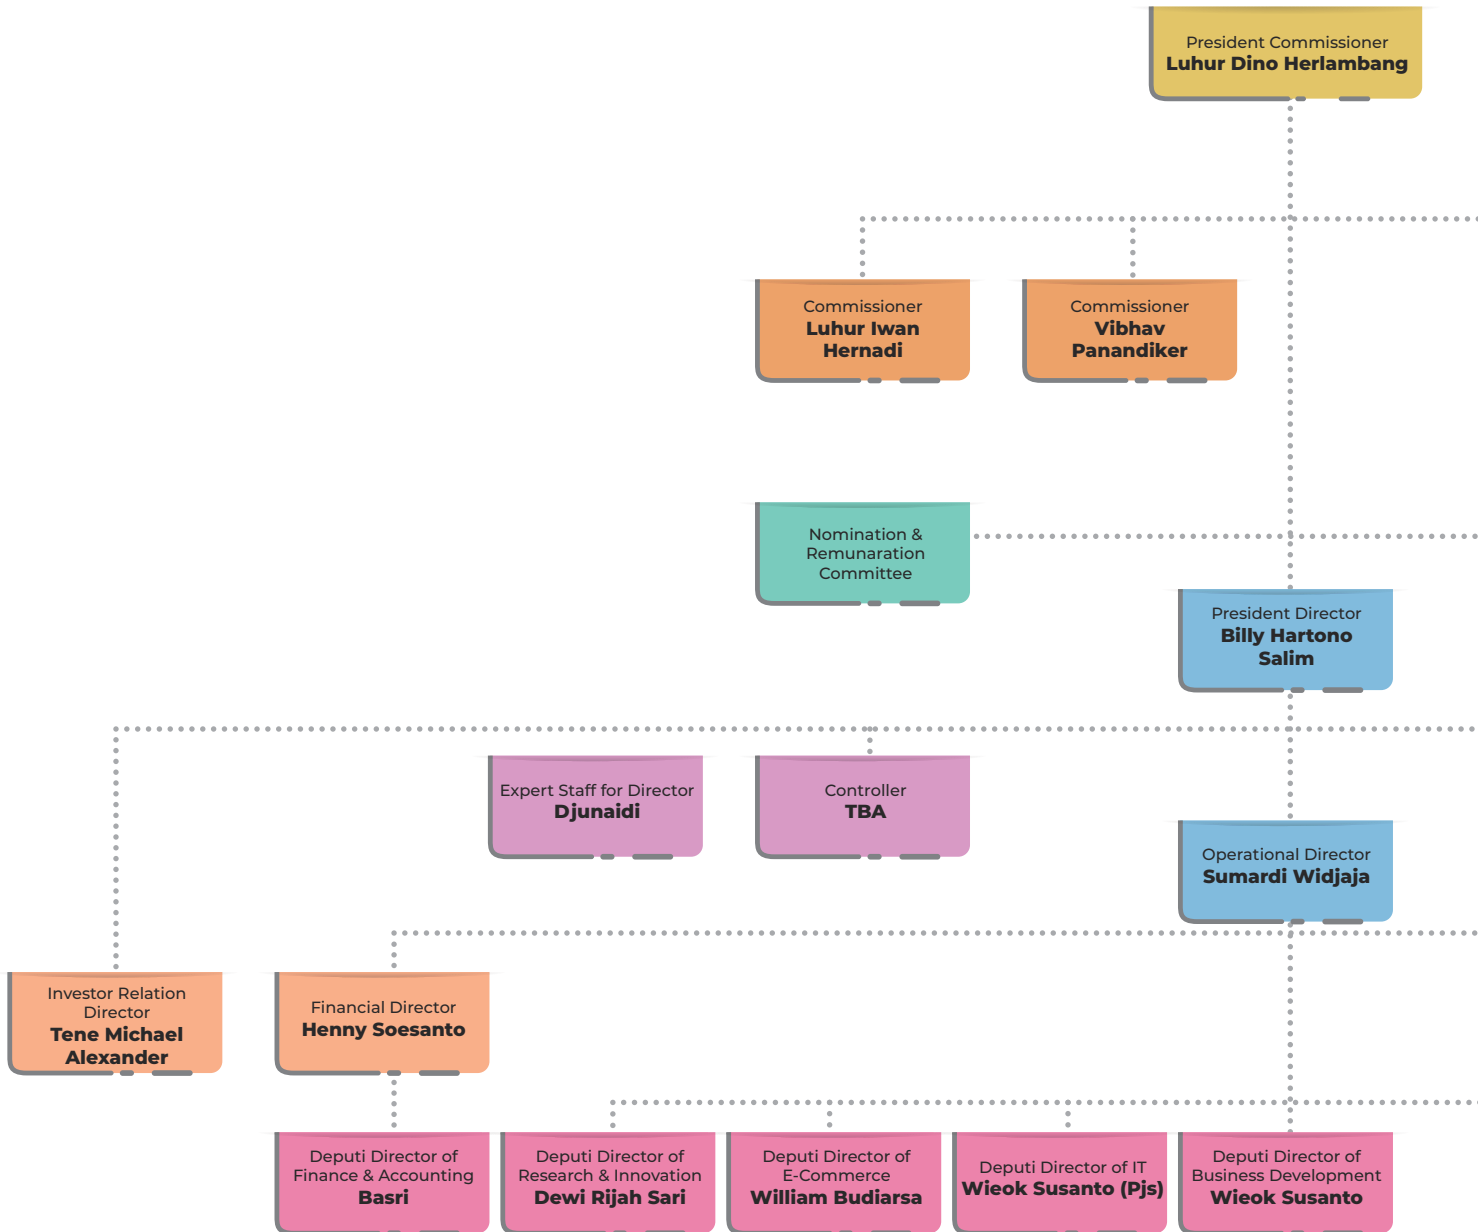 President Commissioner
Luhur Dino Herlambang
Commissioner
Luhur Iwan
Hernadi
Commissioner
Vibhav
Panandiker
Nomination &
Remunaration
Committee
President Director
Billy Hartono
Salim
Expert Staff for Director
Djunaidi
Controller
TBA
Operational Director
Sumardi Widjaja
Investor Relation
Director
Tene Michael
Alexander
Financial Director
Henny Soesanto
Deputi Director of
Finance & Accounting
Basri
Deputi Director of
Research & Innovation
Dewi Rijah Sari
Deputi Director of
E-Commerce
William Budiarsa
Deputi Director of IT
Wieok Susanto (Pjs)
Deputi Director of
Business Development
Wieok Susanto